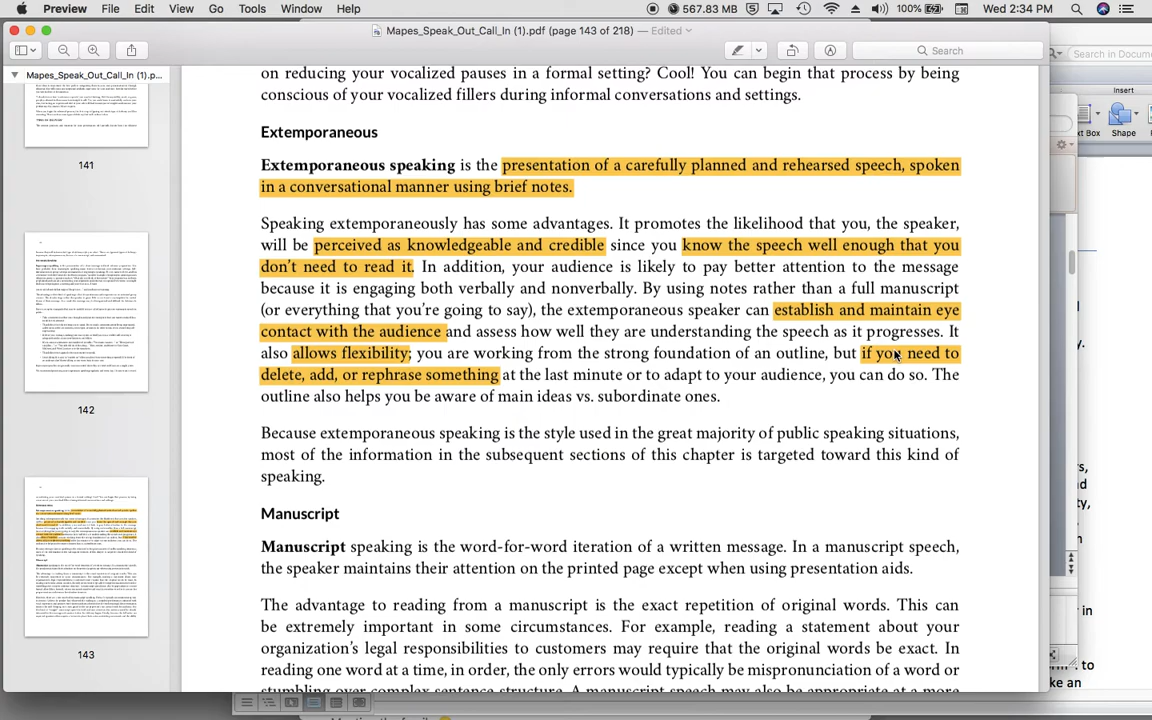 Preview File Edit View Go Tools Window Help 567.83 MB 100% Wed 2:34 PM
Mapes_Speak_Out_Call_In (1).pdf (page 143 of 218) — Edited
Search
Search in Docum
Mapes_Speak_Out_Call_In (1).p...
141
142
143
Insert
Shape
on reducing your vocalized pauses in a formal setting? Cool! You can begin that process by being
conscious of your vocalized fillers during informal conversations and settings.
Extemporaneous
Extemporaneous speaking is the presentation of a carefully planned and rehearsed speech, spoken
in a conversational manner using brief notes.
Speaking extemporaneously has some advantages. It promotes the likelihood that you, the speaker,
will be perceived as knowledgeable and credible since you know the speech well enough that you
don't need to read it. In addition, your audience is likely to pay better attention to the message
because it is engaging both verbally and nonverbally. By using notes rather than a full manuscript
(or everything that you're going to say), the extemporaneous speaker can establish and maintain eye
contact with the audience and assess how well they are understanding the speech as it progresses. It
also allows flexibility; you are working from the strong foundation of an outline, but if you need to
delete, add, or rephrase something at the last minute or to adapt to your audience, you can do so. The
outline also helps you be aware of main ideas vs. subordinate ones.
Because extemporaneous speaking is the style used in the great majority of public speaking situations,
most of the information in the subsequent sections of this chapter is targeted toward this kind of
speaking.
Manuscript
Manuscript speaking is the word-for-word iteration of a written message. In a manuscript speech,
the speaker maintains their attention on the printed page except when using presentation aids.
The advantage to reading from a manuscript is the exact repetition of original words. This can
be extremely important in some circumstances. For example, reading a statement about your
organization's legal responsibilities to customers may require that the original words be exact. In
reading one word at a time, in order, the only errors would typically be mispronunciation of a word or
stumbling over complex sentence structure. A manuscript speech may also be appropriate at a more